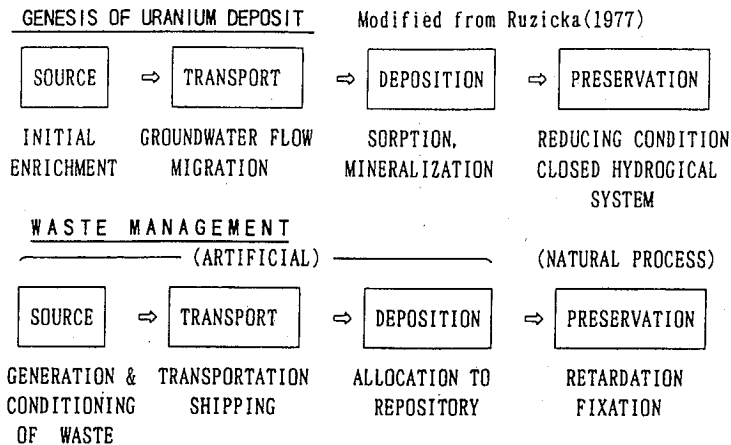 GENESIS OF URANIUM DEPOSIT Modified from Ruzicka(1977)
SOURCE ⇨ TRANSPORT ⇨ DEPOSITION ⇨ PRESERVATION
INITIAL GROUNDWATER FLOW SORPTION, REDUCING CONDITION
ENRICHMENT MIGRATION MINERALIZATION CLOSED HYDROGICAL
SYSTEM
WASTE MANAGEMENT
(ARTIFICIAL) (NATURAL PROCESS)
SOURCE ⇨ TRANSPORT ⇨ DEPOSITION ⇨ PRESERVATION
GENERATION & TRANSPORTATION ALLOCATION TO RETARDATION
CONDITIONING SHIPPING REPOSITORY FIXATION
OF WASTE